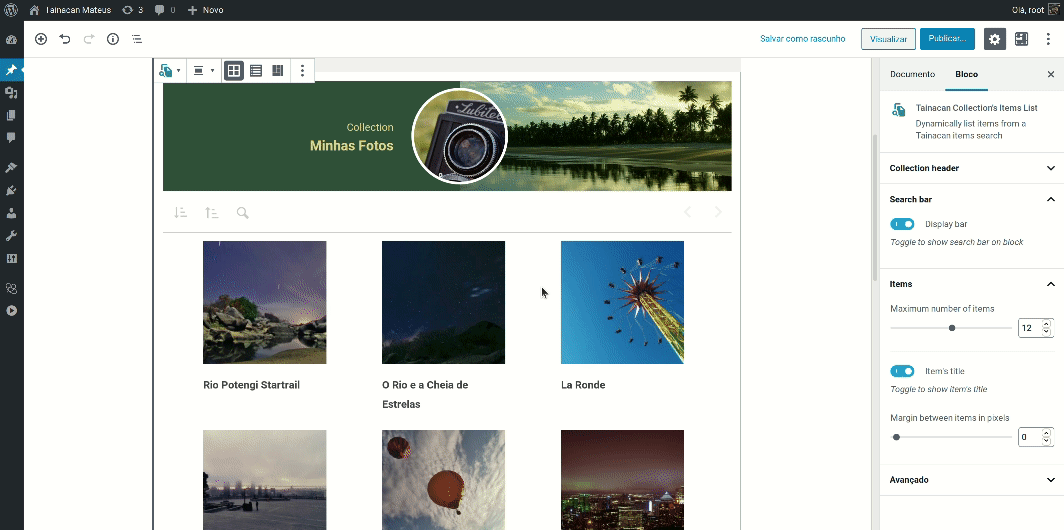 Tainacan Mateus
3
0
Novo
Olá, root
Salvar como rascunho
Visualizar
Publicar...
Documento
Bloco
Tainacan Collection's Items List
Dynamically list items from a
Tainacan items search
Collection header
Search bar
Display bar
Toggle to show search bar on block
Items
Maximum number of items
12
Item's title
Toggle to show item's title
Margin between items in pixels
0
Avançado
Collection
Minhas Fotos
Lubitel
Rio Potengi Startrail
O Rio e a Cheia de
Estrelas
La Ronde